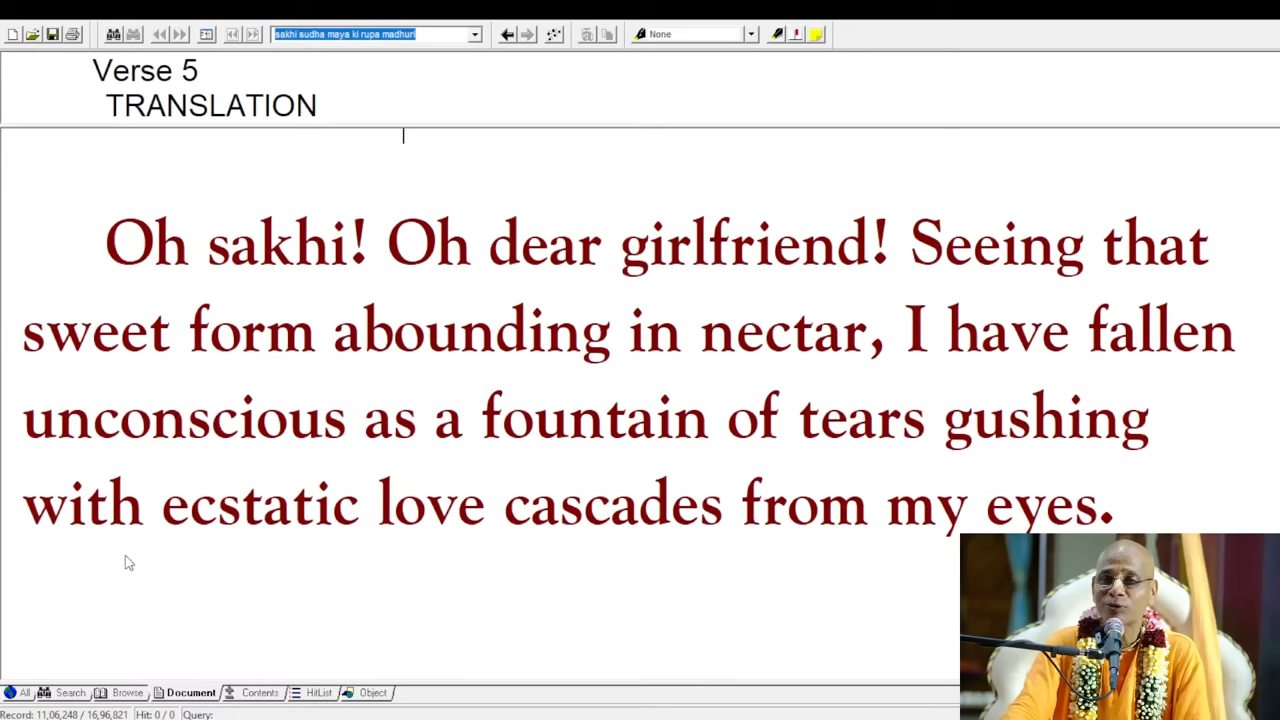 sakhi sudha maya ki rupa madhuri
None
Verse 5
TRANSLATION
Oh sakhi! Oh dear girlfriend! Seeing that
sweet form abounding in nectar, I have fallen
unconscious as a fountain of tears gushing
with ecstatic love cascades from my eyes.
All Search Browse Document Contents HitList Object
Record: 11,06,248 / 16,96,821 Hit: 0 / 0 Query: